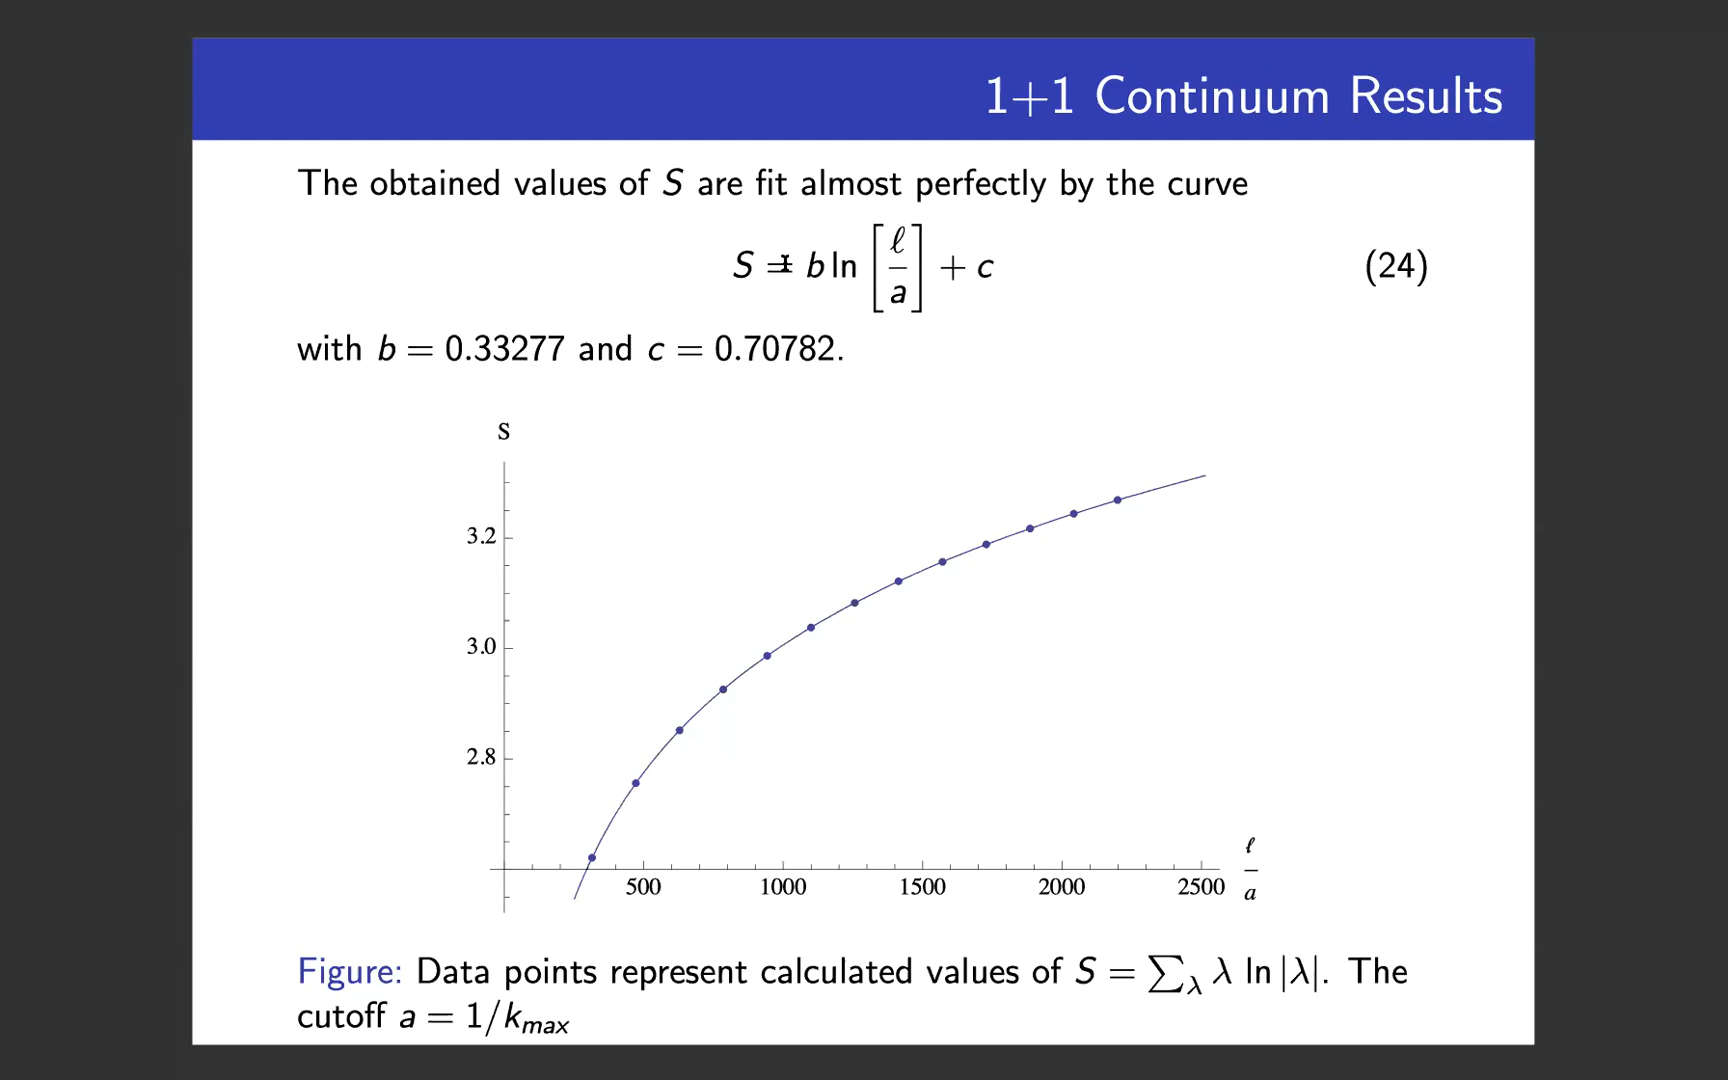 1+1 Continuum Results
The obtained values of S are fit almost perfectly by the curve
S = b ln [ℓ/a] + c (24)
with b = 0.33277 and c = 0.70782.
S
3.2
3.0
2.8
500 1000 1500 2000 2500 ℓ/a
Figure: Data points represent calculated values of S = ∑_λ λ ln |λ|. The
cutoff a = 1/k_max